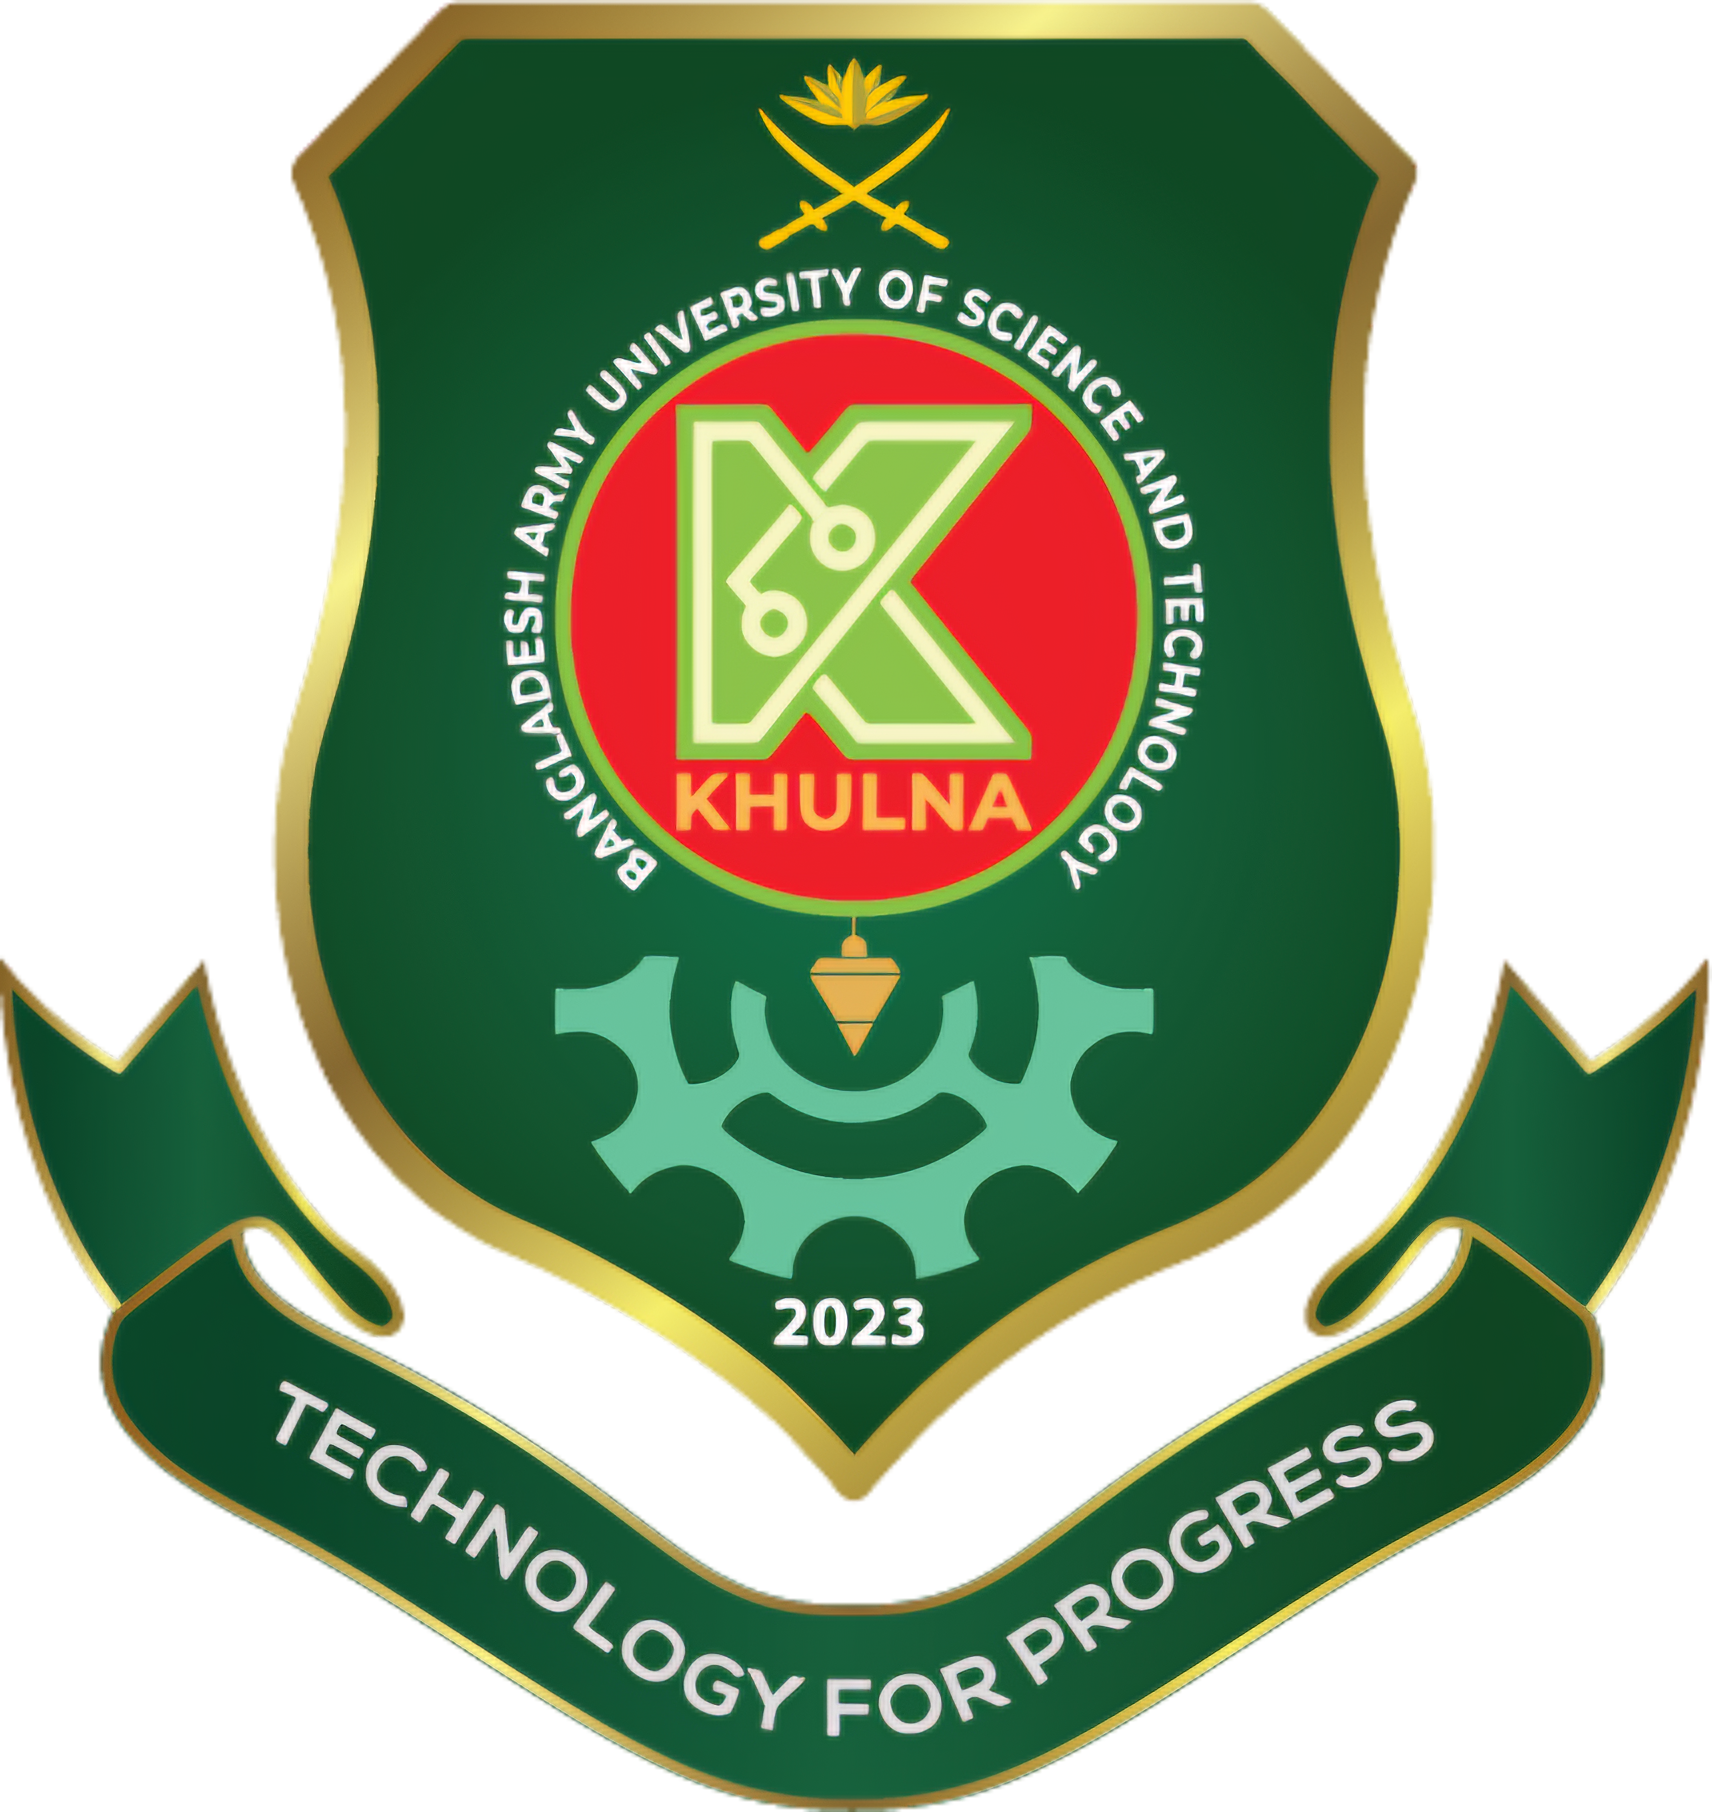 BANGLADESH ARMY UNIVERSITY OF SCIENCE AND TECHNOLOGY
KHULNA
2023
TECHNOLOGY FOR PROGRESS